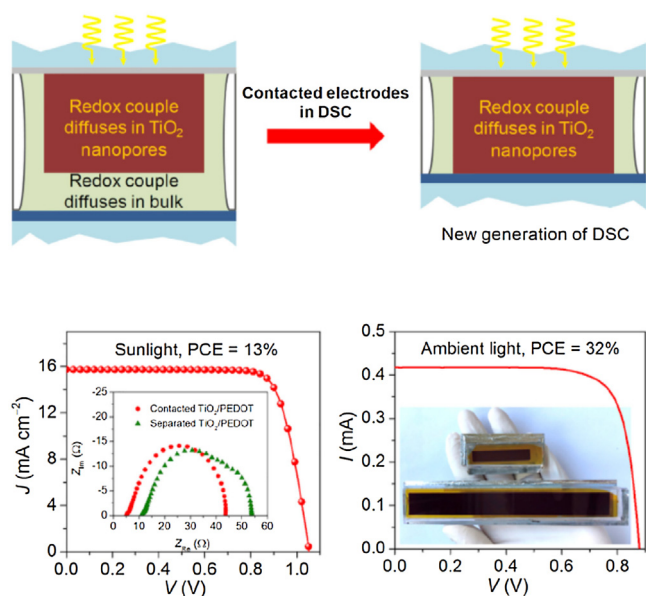 Redox couple
diffuses in TiO2
nanopores
Redox couple
diffuses in bulk
Contacted electrodes
in DSC
Redox couple
diffuses in TiO2
nanopores
New generation of DSC
Sunlight, PCE = 13%
J (mA cm⁻²)
16
12
8
4
0
0.0 0.2 0.4 0.6 0.8 1.0
V (V)
Contacted TiO2/PEDOT
Separated TiO2/PEDOT
ZIm (Ω)
-25
-20
-15
-10
-5
0
0 10 20 30 40 50 60
ZRe (Ω)
Ambient light, PCE = 32%
I (mA)
0.5
0.4
0.3
0.2
0.1
0.0
0.0 0.2 0.4 0.6 0.8
V (V)